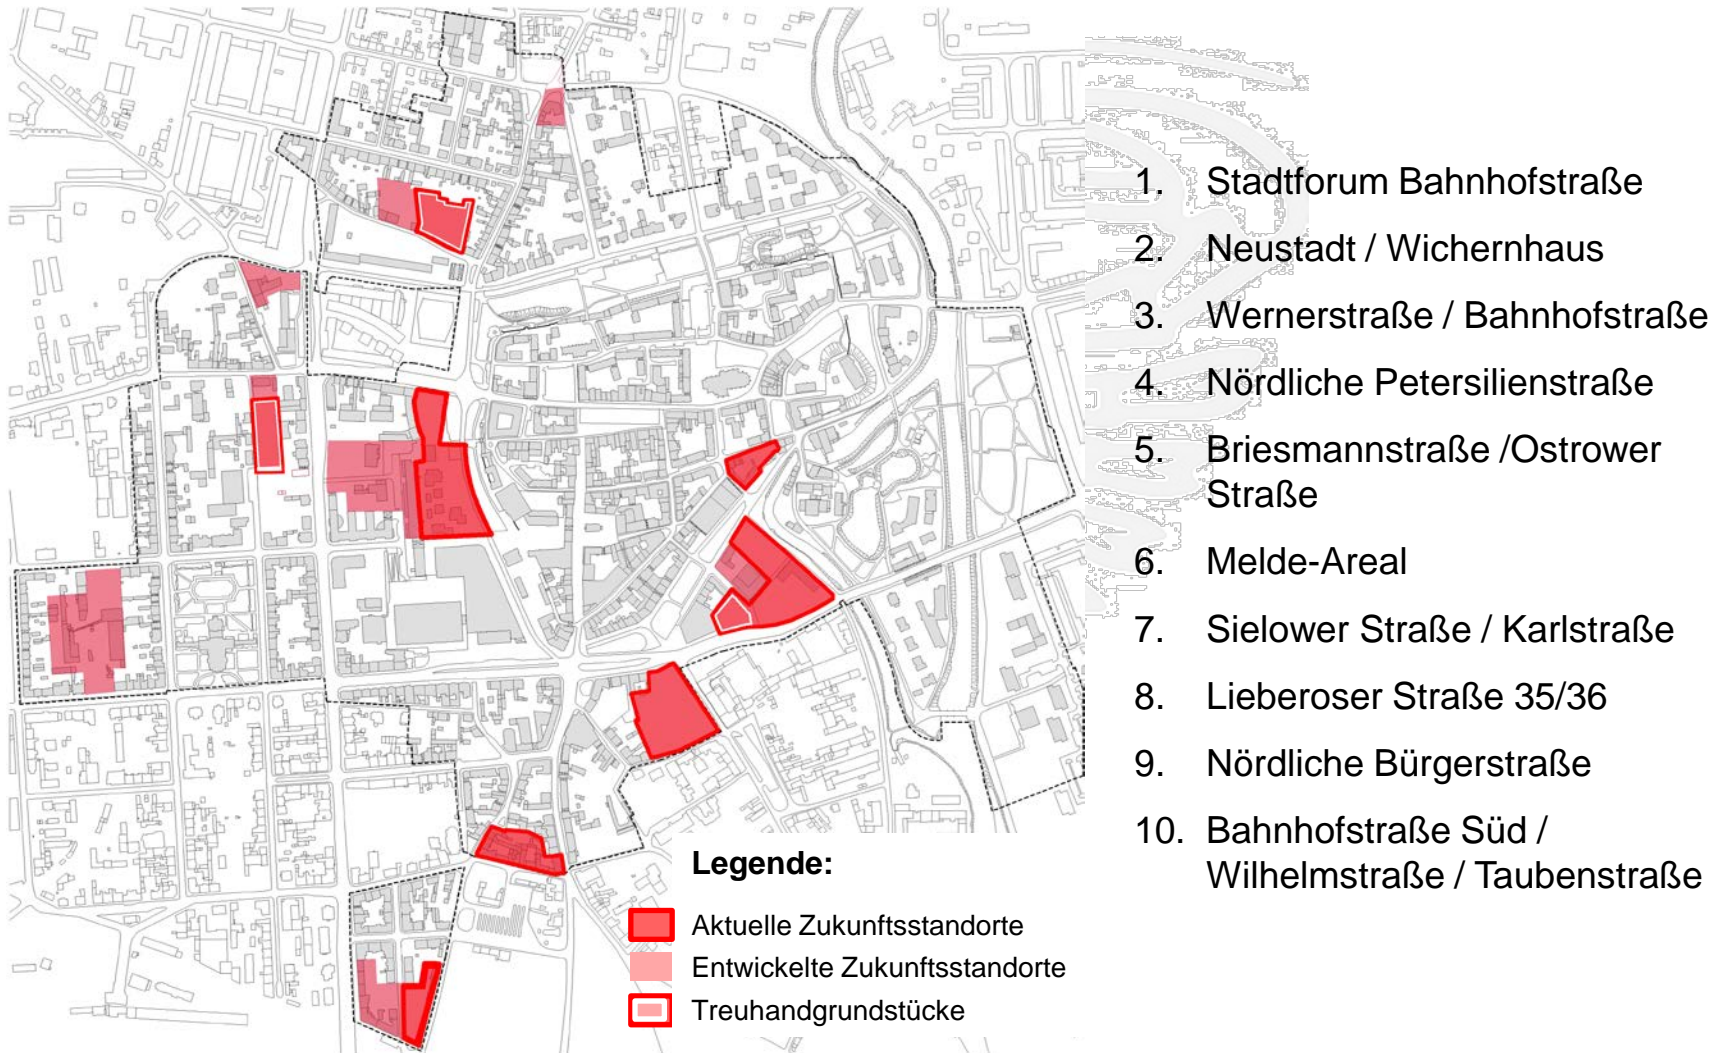 1. Stadtforum Bahnhofstraße
2. Neustadt / Wichernhaus
3. Wernerstraße / Bahnhofstraße
4. Nördliche Petersilienstraße
5. Briesmannstraße /Ostrower
Straße
6. Melde-Areal
7. Sielower Straße / Karlstraße
8. Lieberoser Straße 35/36
9. Nördliche Bürgerstraße
10. Bahnhofstraße Süd /
Wilhelmstraße / Taubenstraße
Legende:
Aktuelle Zukunftsstandorte
Entwickelte Zukunftsstandorte
Treuhandgrundstücke